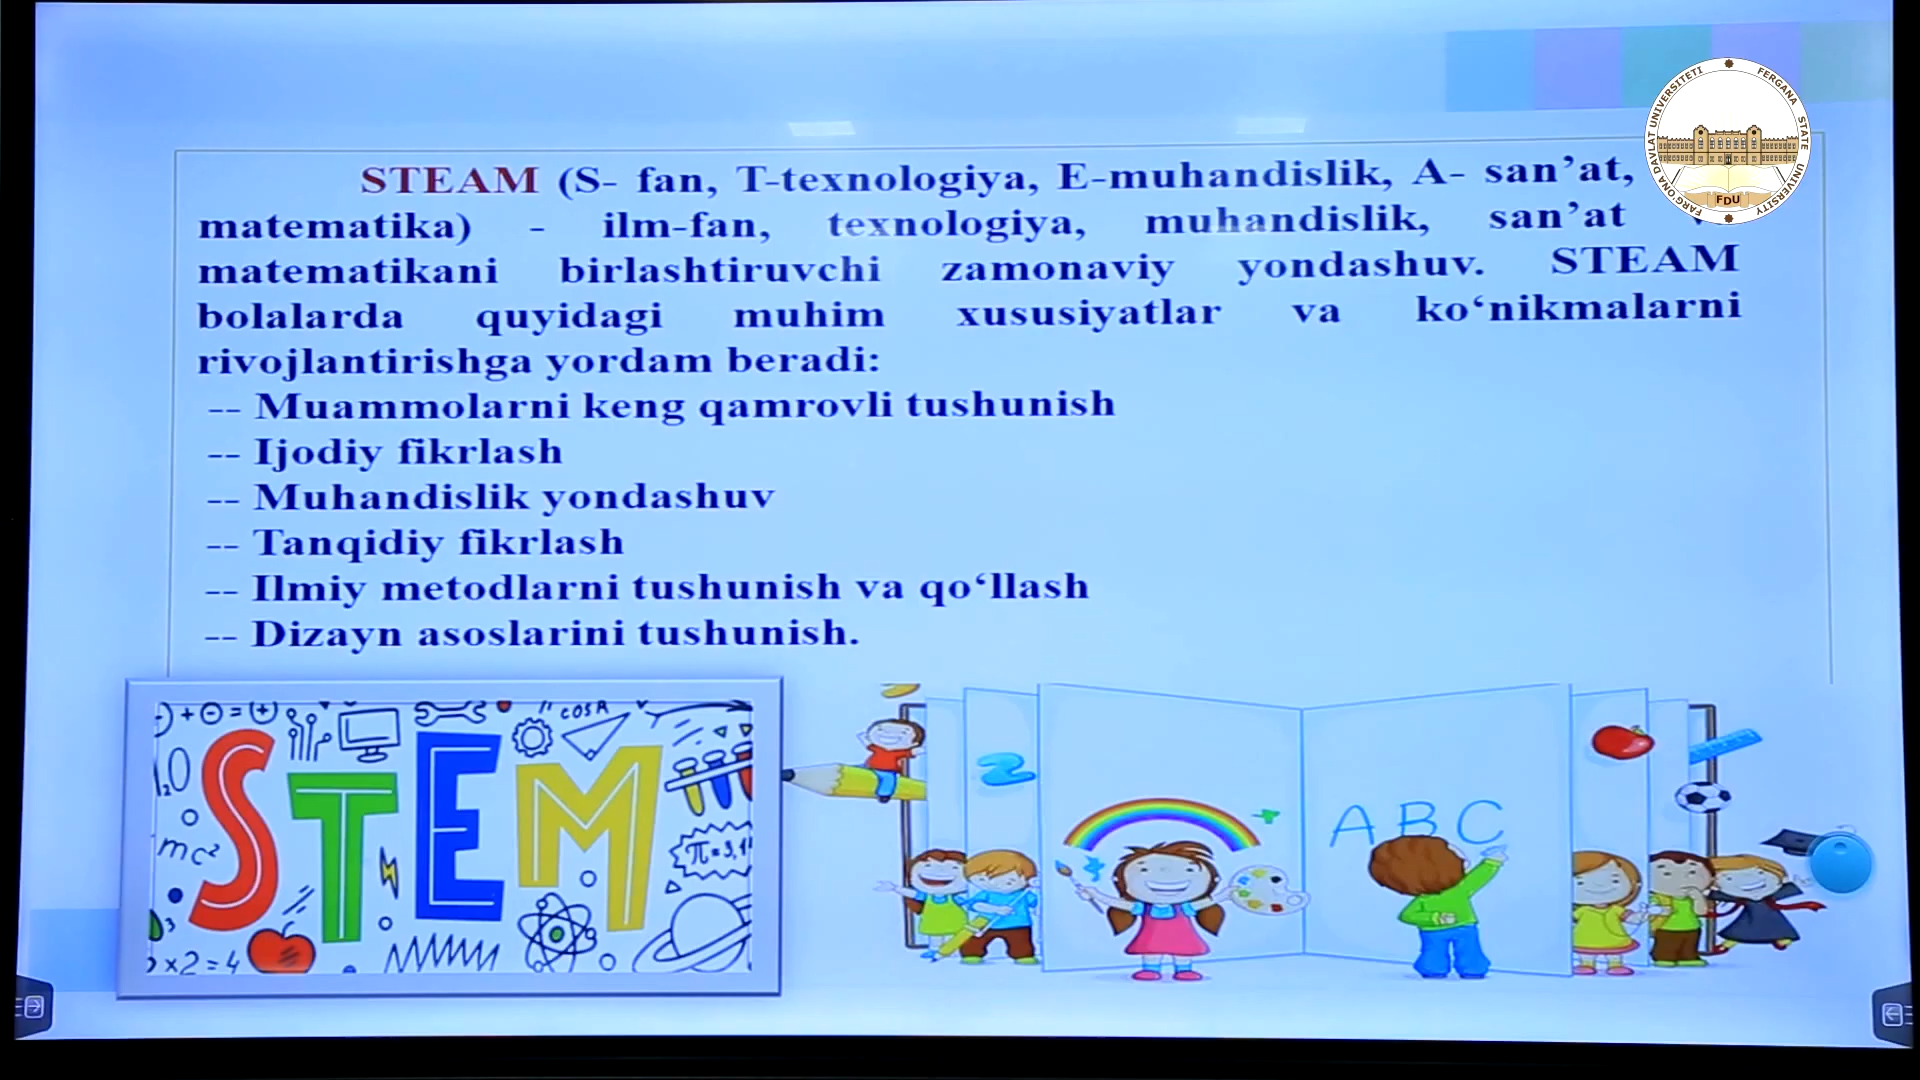 FARG'ONA DAVLAT UNIVERSITETI
FERGANA STATE UNIVERSITY
FDU
STEAM (S- fan, T-texnologiya, E-muhandislik, A- san’at,
matematika) - ilm-fan, texnologiya, muhandislik, san’at
matematikani birlashtiruvchi zamonaviy yondashuv. STEAM
bolalarda quyidagi muhim xususiyatlar va ko‘nikmalarni
rivojlantirishga yordam beradi:
-- Muammolarni keng qamrovli tushunish
-- Ijodiy fikrlash
-- Muhandislik yondashuv
-- Tanqidiy fikrlash
-- Ilmiy metodlarni tushunish va qo‘llash
-- Dizayn asoslarini tushunish.
cosA
STEM
mc²
π=3,1
×2=4
2
ABC